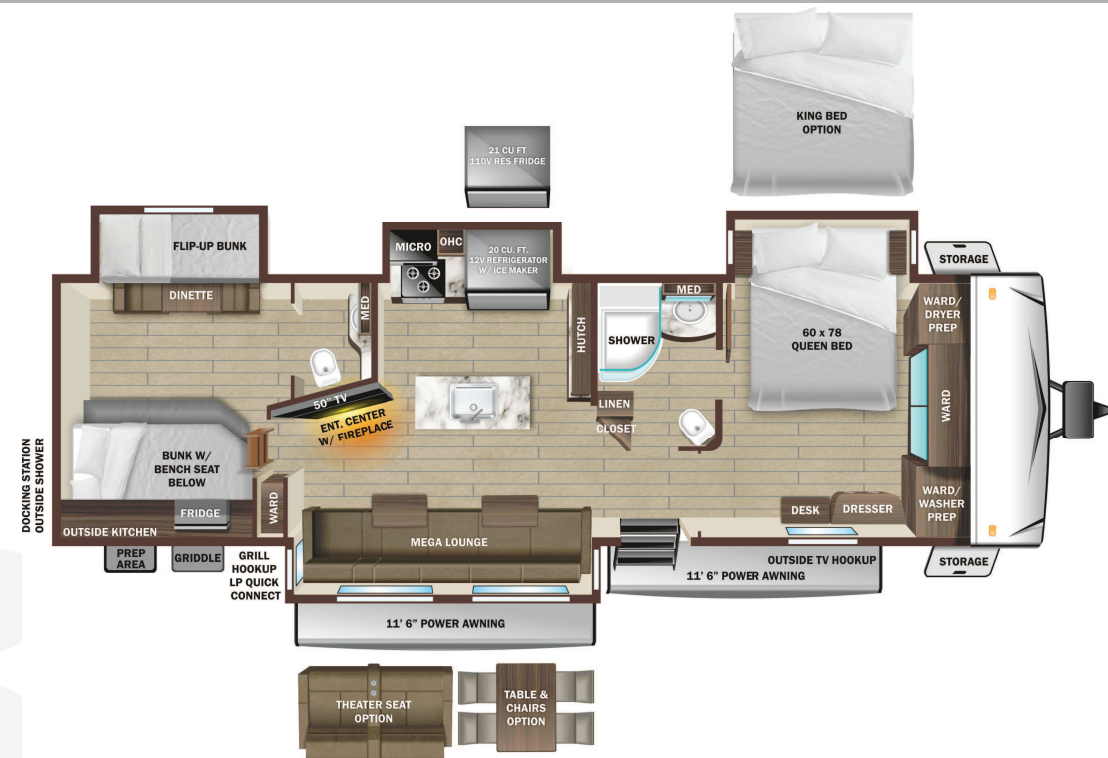 KING BED
OPTION
21 CU FT
110V RES FRIDGE
FLIP-UP BUNK
MICRO
OHC
20 CU. FT.
12V REFRIGERATOR
W/ ICE MAKER
STORAGE
DINETTE
MED
MED
WARD/
DRYER
PREP
HUTCH
SHOWER
60 x 78
QUEEN BED
50" TV
ENT. CENTER
W/ FIREPLACE
LINEN
CLOSET
WARD
DOCKING STATION
OUTSIDE SHOWER
BUNK W/
BENCH SEAT
BELOW
FRIDGE
WARD
OUTSIDE KITCHEN
MEGA LOUNGE
DESK
DRESSER
WARD/
WASHER
PREP
PREP
AREA
GRIDDLE
GRILL
HOOKUP
LP QUICK
CONNECT
OUTSIDE TV HOOKUP
11' 6" POWER AWNING
STORAGE
11' 6" POWER AWNING
THEATER SEAT
OPTION
TABLE &
CHAIRS
OPTION